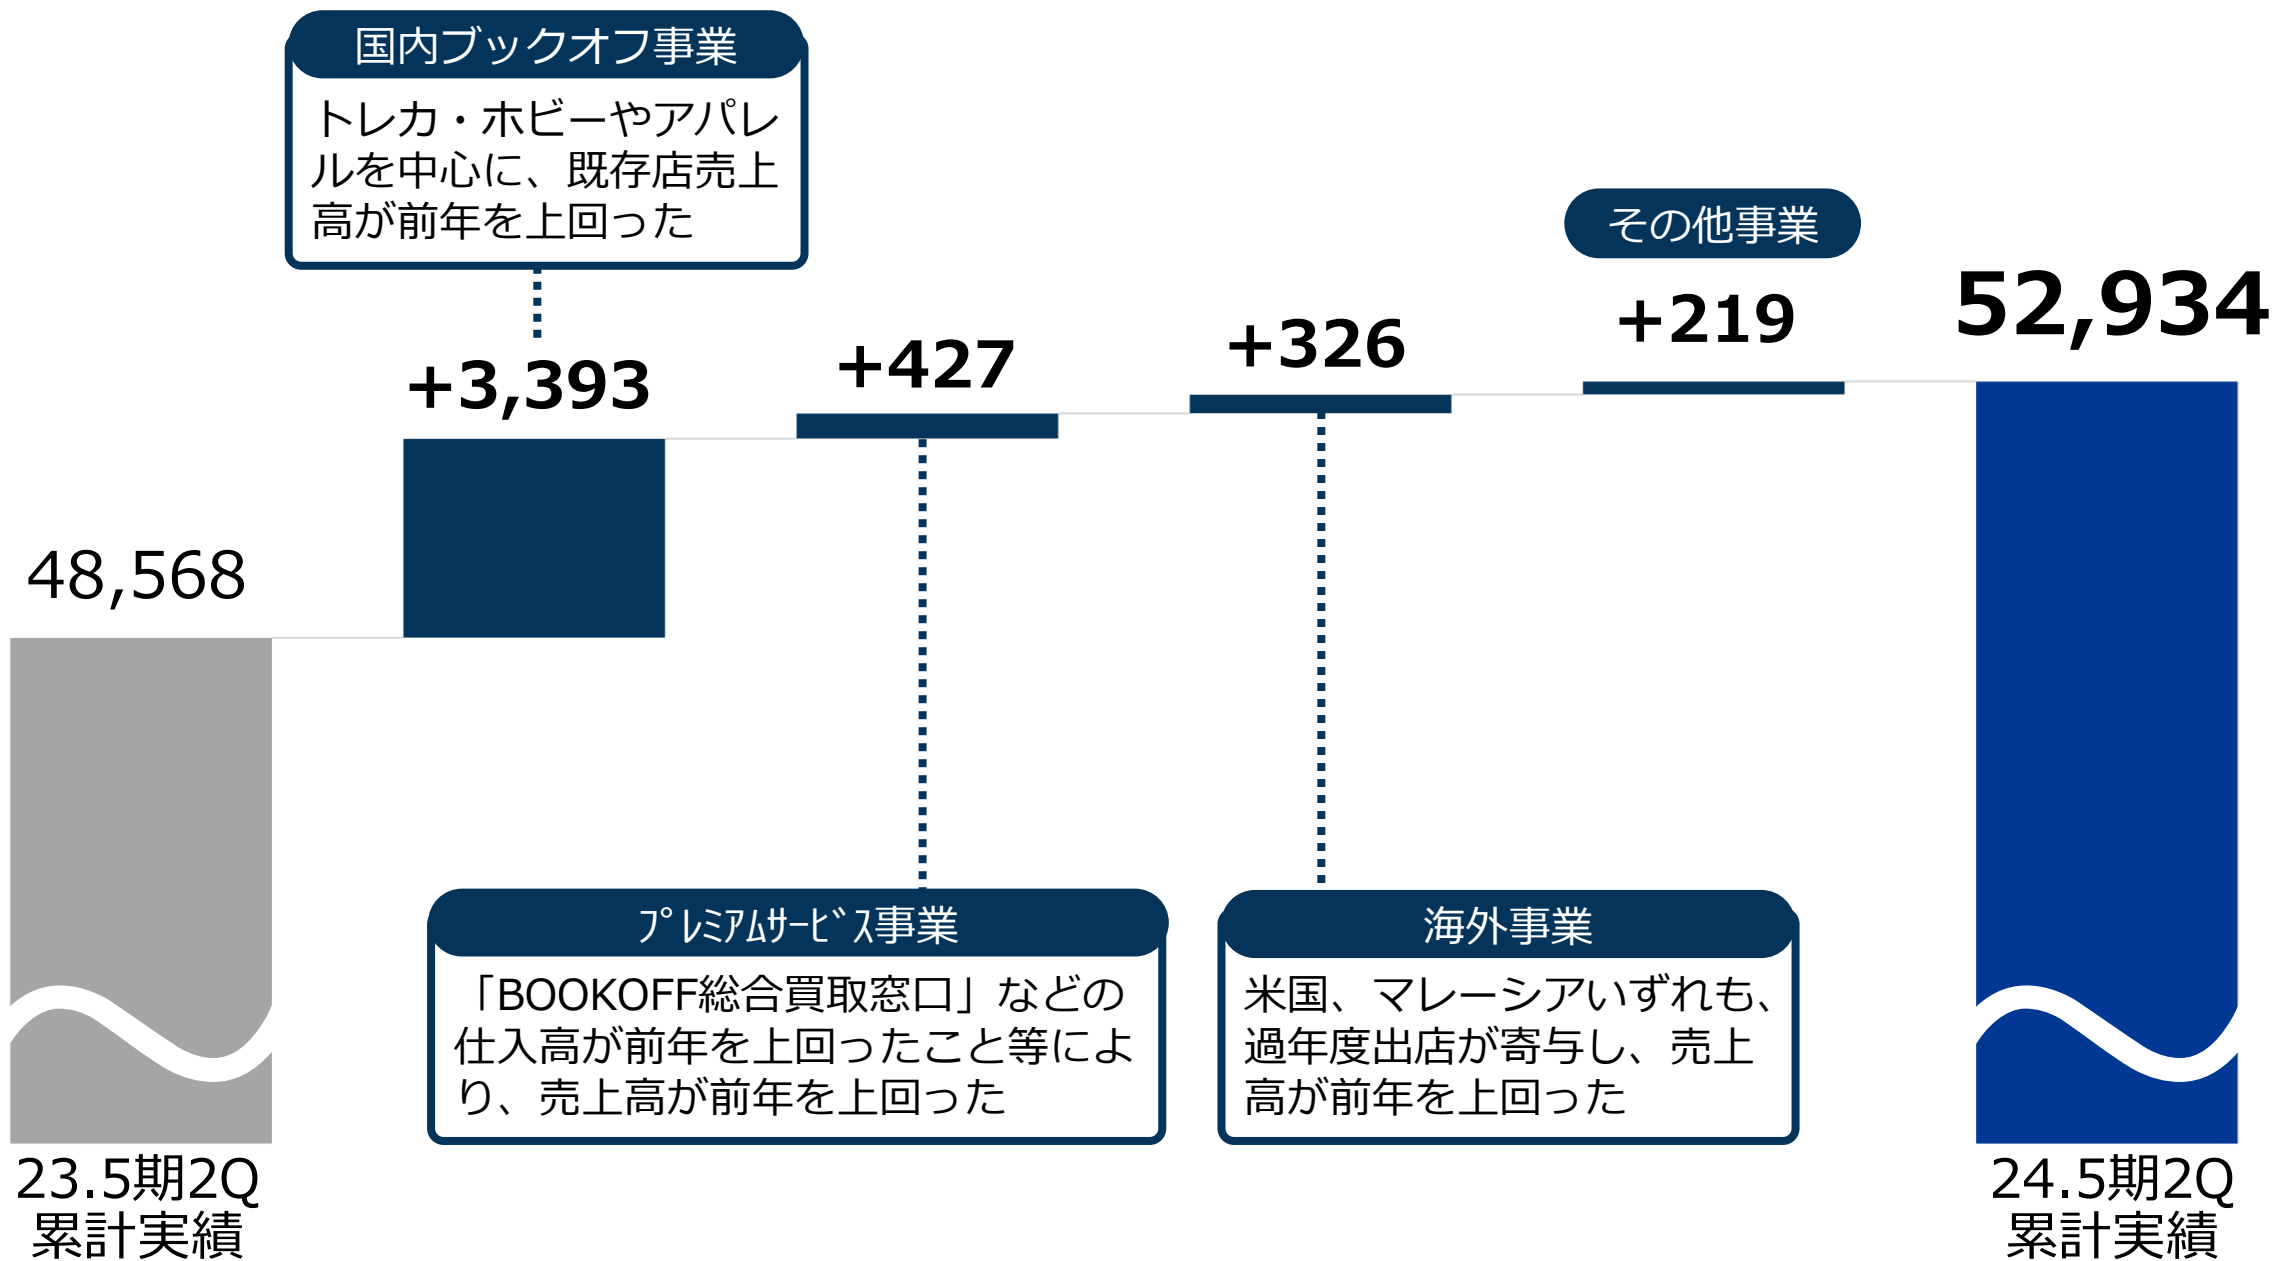 国内ブックオフ事業
トレカ・ホビーやアパレ
ルを中心に、既存店売上
高が前年を上回った
その他事業
52,934
+219
+326
+427
+3,393
48,568
ﾌﾟﾚﾐｱﾑｻｰﾋﾞｽ事業
「BOOKOFF総合買取窓口」などの
仕入高が前年を上回ったこと等によ
り、売上高が前年を上回った
海外事業
米国、マレーシアいずれも、
過年度出店が寄与し、売上
高が前年を上回った
23.5期2Q
累計実績
24.5期2Q
累計実績